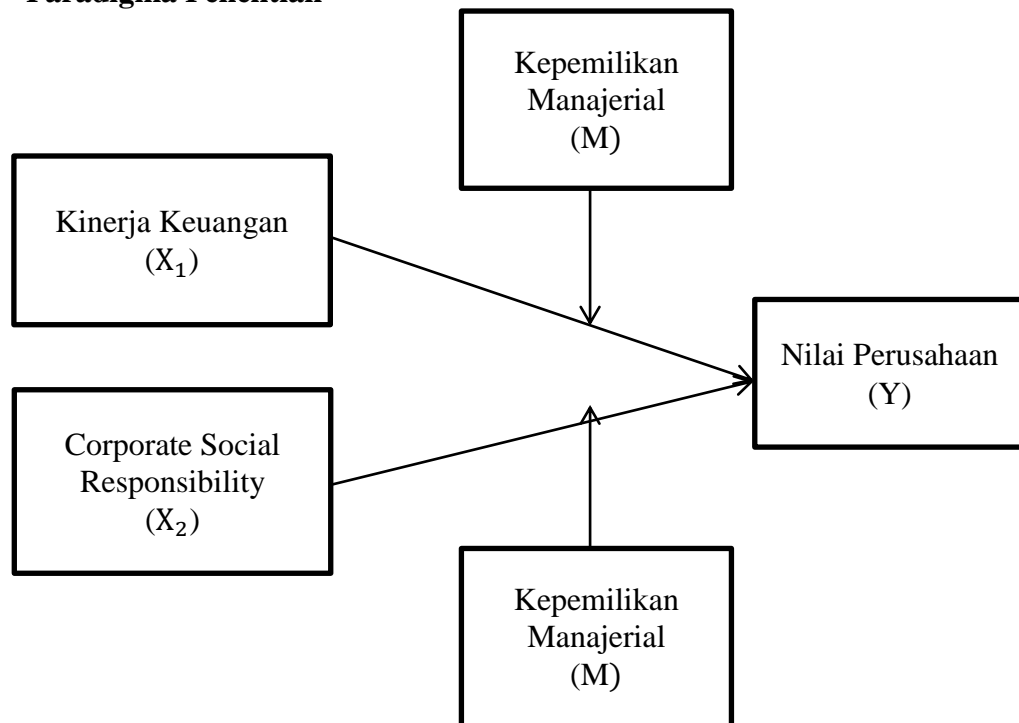 Paradigma Penelitian
Kepemilikan
Manajerial
(M)
Kinerja Keuangan
(X₁)
Nilai Perusahaan
(Y)
Corporate Social
Responsibility
(X₂)
Kepemilikan
Manajerial
(M)